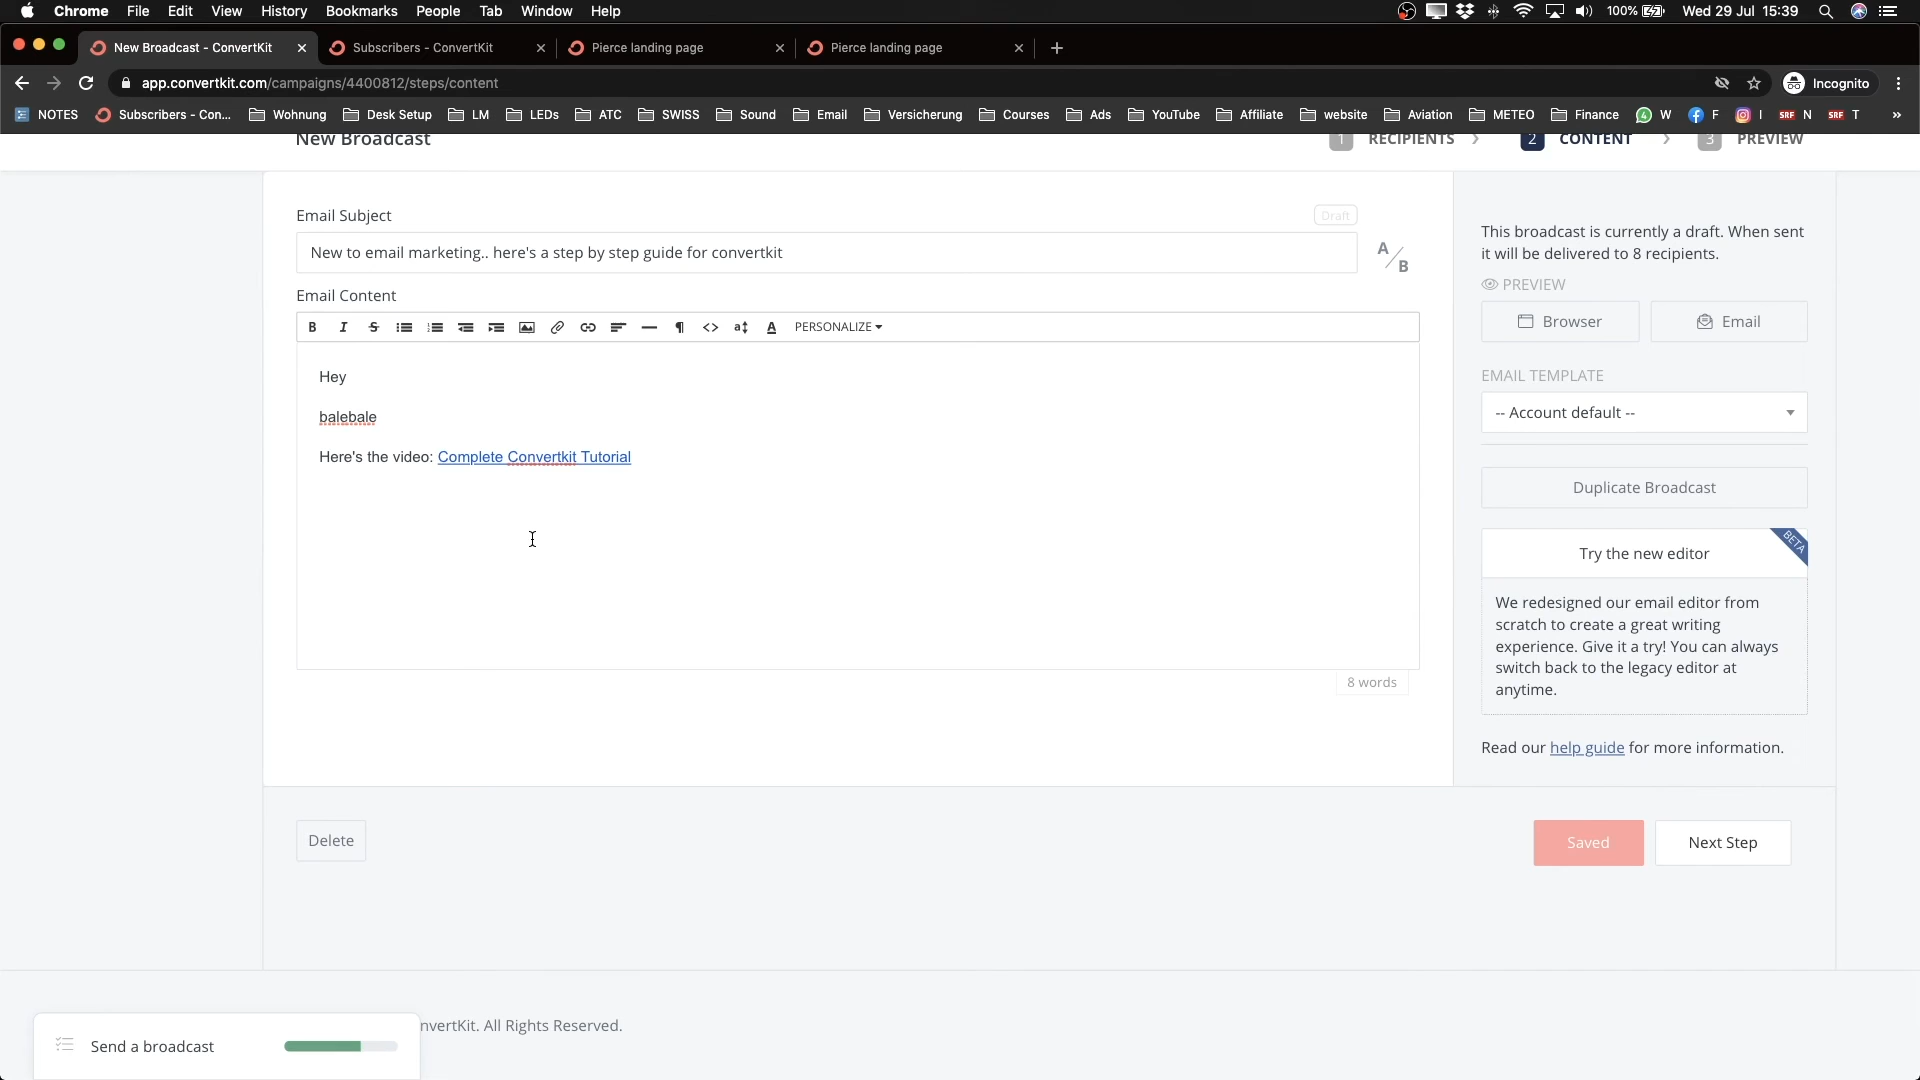 Chrome File Edit View History Bookmarks People Tab Window Help
100% Wed 29 Jul 15:39
New Broadcast - ConvertKit
Subscribers - ConvertKit
Pierce landing page
Pierce landing page
app.convertkit.com/campaigns/4400812/steps/content
Incognito
NOTES
Subscribers - Con...
Wohnung
Desk Setup
LM
LEDs
ATC
SWISS
Sound
Email
Versicherung
Courses
Ads
YouTube
Affiliate
website
Aviation
METEO
Finance
4 W
F
I
SRF N
SRF T
»
New Broadcast
1 RECIPIENTS
2 CONTENT
3 PREVIEW
Email Subject
Draft
New to email marketing.. here's a step by step guide for convertkit
A/B
Email Content
B I S
A PERSONALIZE
Hey
balebale
Here's the video: Complete Convertkit Tutorial
8 words
This broadcast is currently a draft. When sent
it will be delivered to 8 recipients.
PREVIEW
Browser
Email
EMAIL TEMPLATE
-- Account default --
Duplicate Broadcast
BETA
Try the new editor
We redesigned our email editor from
scratch to create a great writing
experience. Give it a try! You can always
switch back to the legacy editor at
anytime.
Read our help guide for more information.
Delete
Saved
Next Step
nvertKit. All Rights Reserved.
Send a broadcast